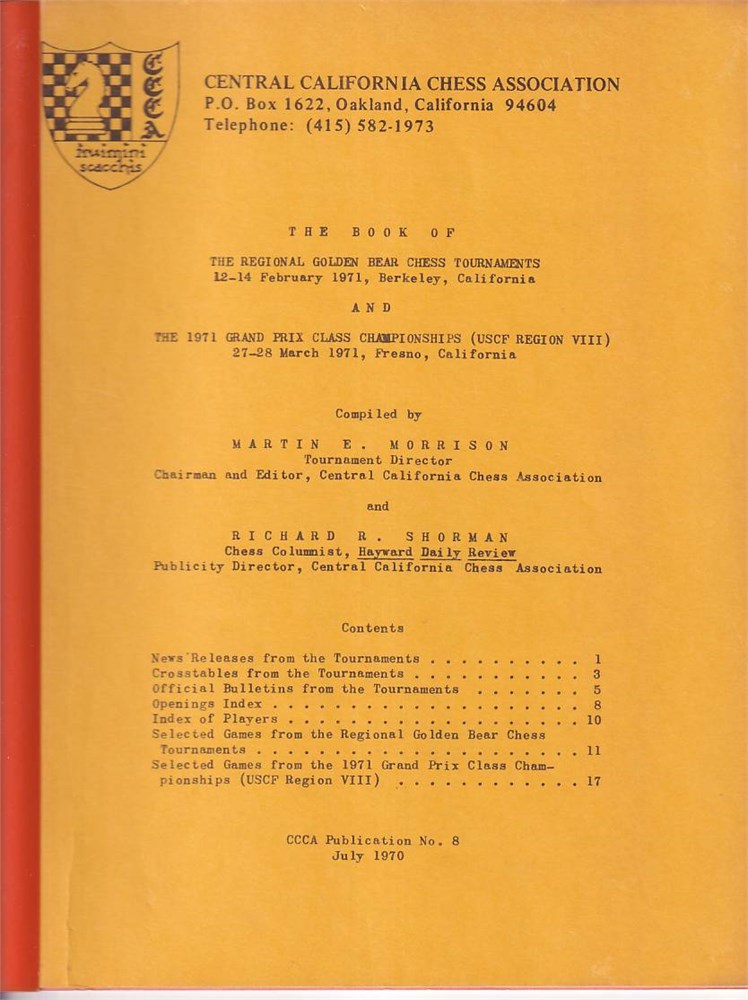 CCCA
fruimini
scacchis
CENTRAL CALIFORNIA CHESS ASSOCIATION
P.O. Box 1622, Oakland, California 94604
Telephone: (415) 582-1973
THE BOOK OF
THE REGIONAL GOLDEN BEAR CHESS TOURNAMENTS
12-14 February 1971, Berkeley, California
AND
THE 1971 GRAND PRIX CLASS CHAMPIONSHIPS (USCF REGION VIII)
27-28 March 1971, Fresno, California
Compiled by
MARTIN E. MORRISON
Tournament Director
Chairman and Editor, Central California Chess Association
and
RICHARD R. SHORMAN
Chess Columnist, Hayward Daily Review
Publicity Director, Central California Chess Association
Contents
News Releases from the Tournaments . . . . . . . . . . 1
Crosstables from the Tournaments . . . . . . . . . . . 3
Official Bulletins from the Tournaments . . . . . . . 5
Openings Index . . . . . . . . . . . . . . . . . . . . 8
Index of Players . . . . . . . . . . . . . . . . . . . 10
Selected Games from the Regional Golden Bear Chess
Tournaments . . . . . . . . . . . . . . . . . . . . . 11
Selected Games from the 1971 Grand Prix Class Cham-
pionships (USCF Region VIII) . . . . . . . . . . . . 17
CCCA Publication No. 8
July 1970